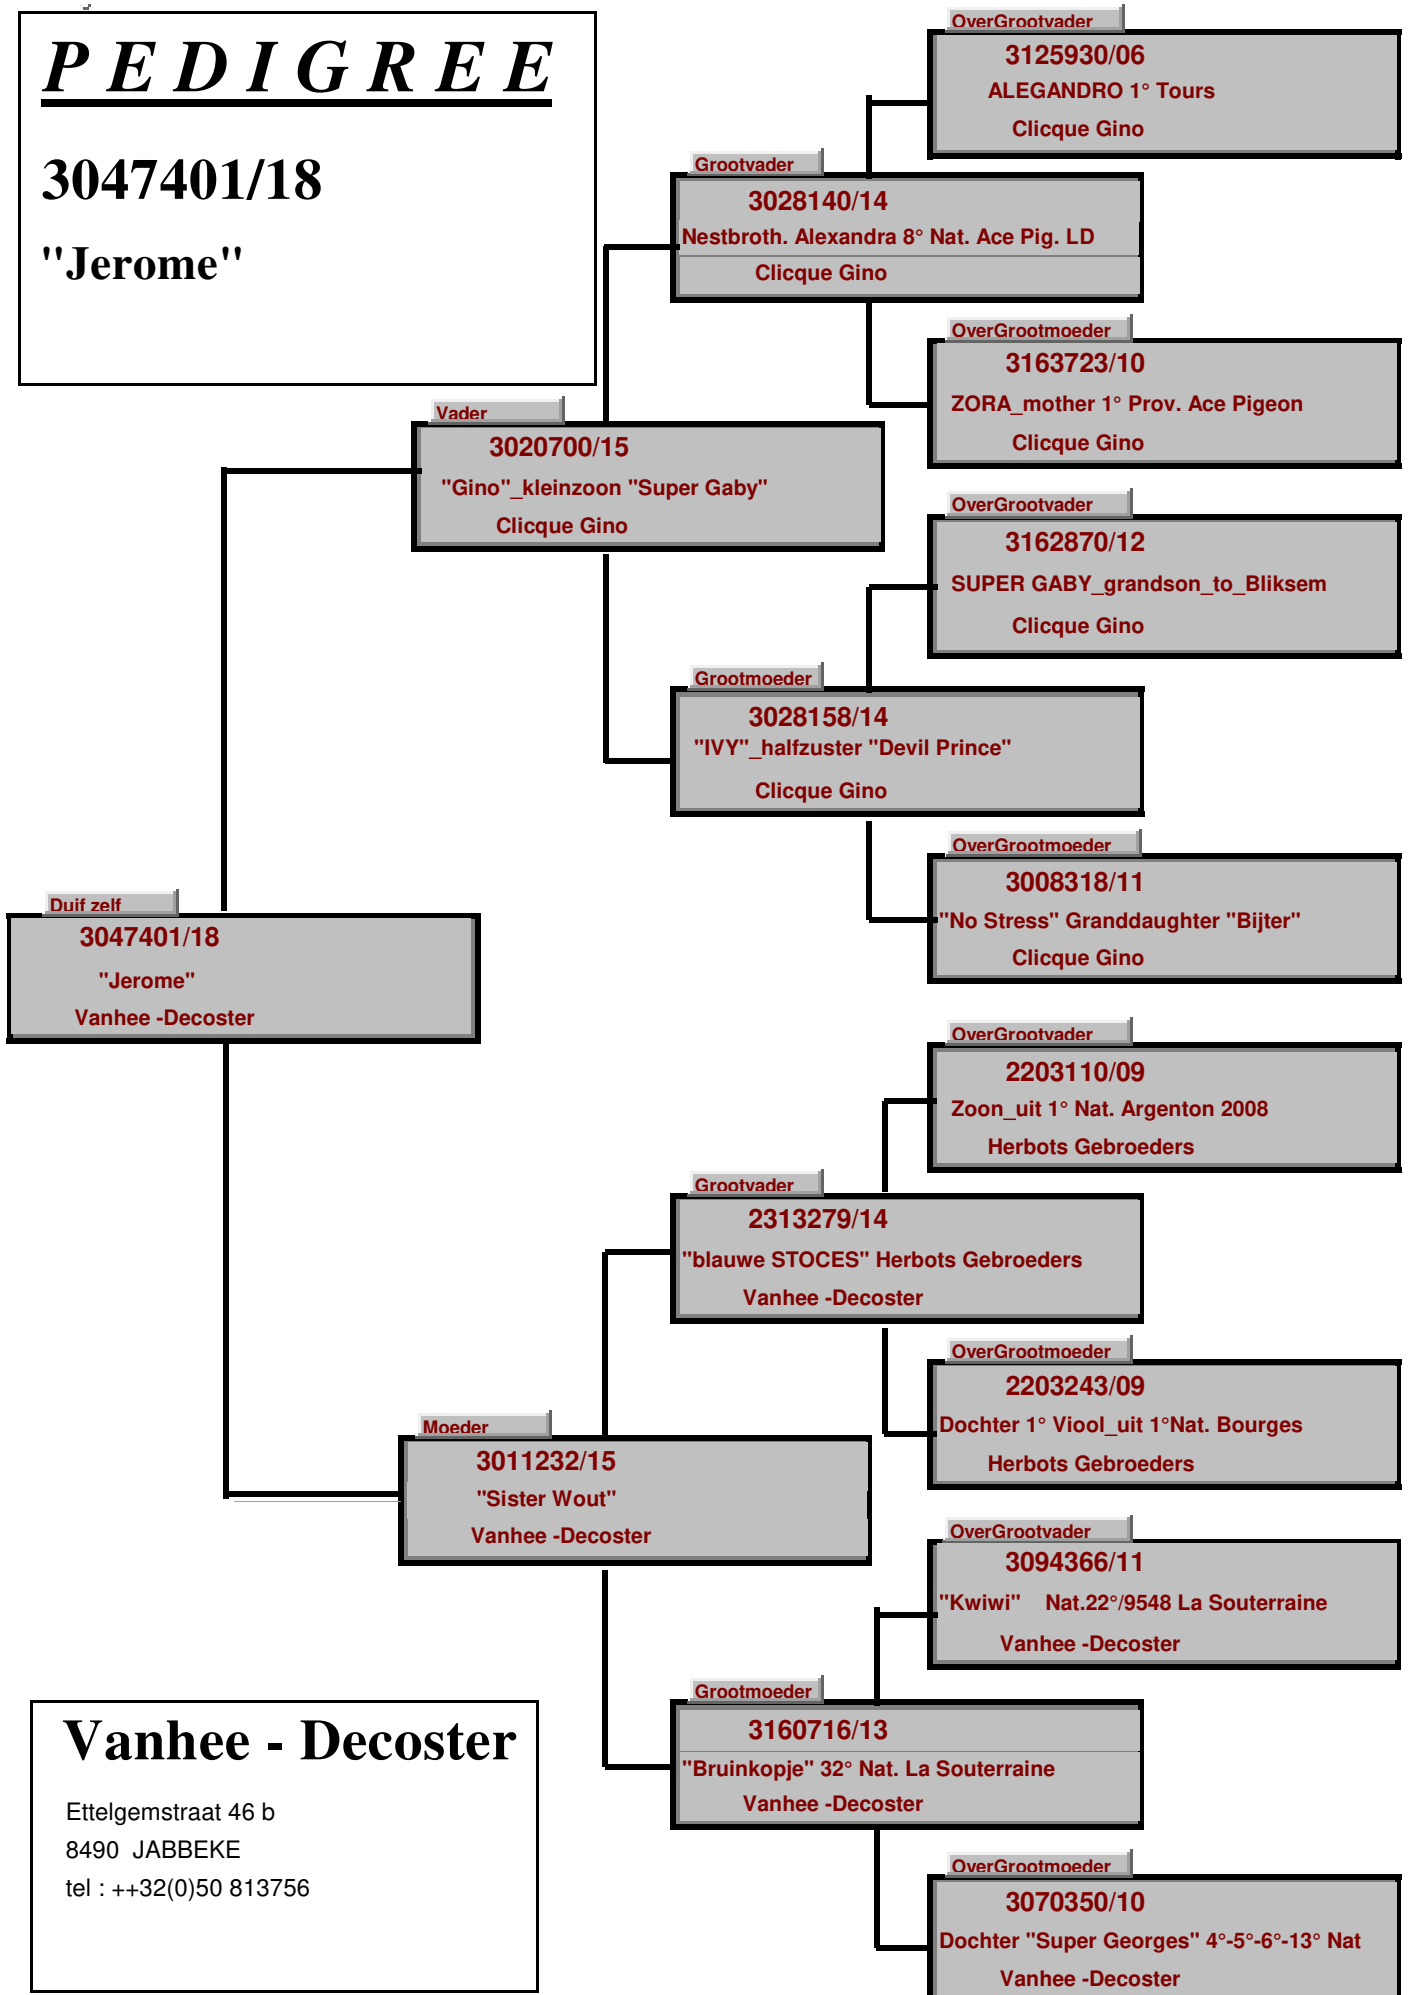 P E D I G R E E
3047401/18
"Jerome"
OverGrootvader
3125930/06
ALEGANDRO 1° Tours
Clicque Gino
Grootvader
3028140/14
Nestbroth. Alexandra 8° Nat. Ace Pig. LD
Clicque Gino
OverGrootmoeder
3163723/10
ZORA_mother 1° Prov. Ace Pigeon
Clicque Gino
Vader
3020700/15
"Gino"_kleinzoon "Super Gaby"
Clicque Gino
OverGrootvader
3162870/12
SUPER GABY_grandson_to_Bliksem
Clicque Gino
Grootmoeder
3028158/14
"IVY"_halfzuster "Devil Prince"
Clicque Gino
OverGrootmoeder
3008318/11
"No Stress" Granddaughter "Bijter"
Clicque Gino
Duif zelf
3047401/18
"Jerome"
Vanhee -Decoster
OverGrootvader
2203110/09
Zoon_uit 1° Nat. Argenton 2008
Herbots Gebroeders
Grootvader
2313279/14
"blauwe STOCES" Herbots Gebroeders
Vanhee -Decoster
OverGrootmoeder
2203243/09
Dochter 1° Viool_uit 1°Nat. Bourges
Herbots Gebroeders
Moeder
3011232/15
"Sister Wout"
Vanhee -Decoster
OverGrootvader
3094366/11
"Kwiwi" Nat.22°/9548 La Souterraine
Vanhee -Decoster
Grootmoeder
3160716/13
"Bruinkopje" 32° Nat. La Souterraine
Vanhee -Decoster
OverGrootmoeder
3070350/10
Dochter "Super Georges" 4°-5°-6°-13° Nat
Vanhee -Decoster
Vanhee - Decoster
Ettelgemstraat 46 b
8490 JABBEKE
tel : ++32(0)50 813756